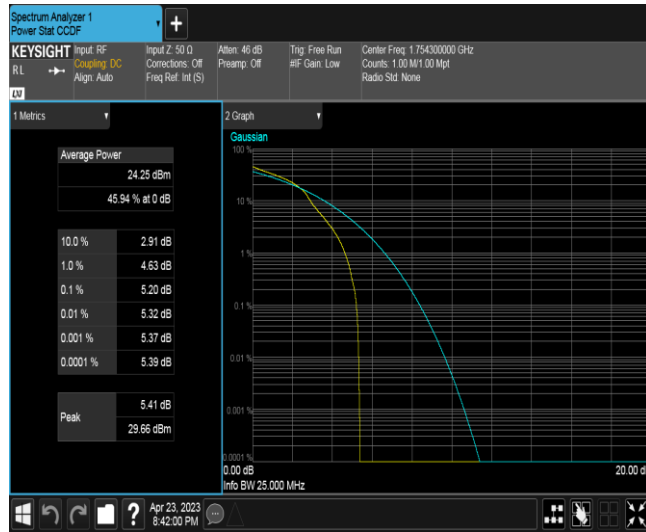 Spectrum Analyzer 1
Power Stat CCDF
+
KEYSIGHT
RL
LXI
Input: RF
Coupling: DC
Align: Auto
Input Z: 50 Ω
Corrections: Off
Freq Ref: Int (S)
Atten: 46 dB
Preamp: Off
Trig: Free Run
#IF Gain: Low
Center Freq: 1.754300000 GHz
Counts: 1.00 M/1.00 Mpt
Radio Std: None
1 Metrics
Average Power
24.25 dBm
45.94 % at 0 dB
10.0 % 2.91 dB
1.0 % 4.63 dB
0.1 % 5.20 dB
0.01 % 5.32 dB
0.001 % 5.37 dB
0.0001 % 5.39 dB
Peak
5.41 dB
29.66 dBm
2 Graph
Gaussian
100 %
10 %
1 %
0.1 %
0.01 %
0.001 %
0.0001 %
0.00 dB
20.00 d
Info BW 25.000 MHz
?
Apr 23, 2023
8:42:00 PM